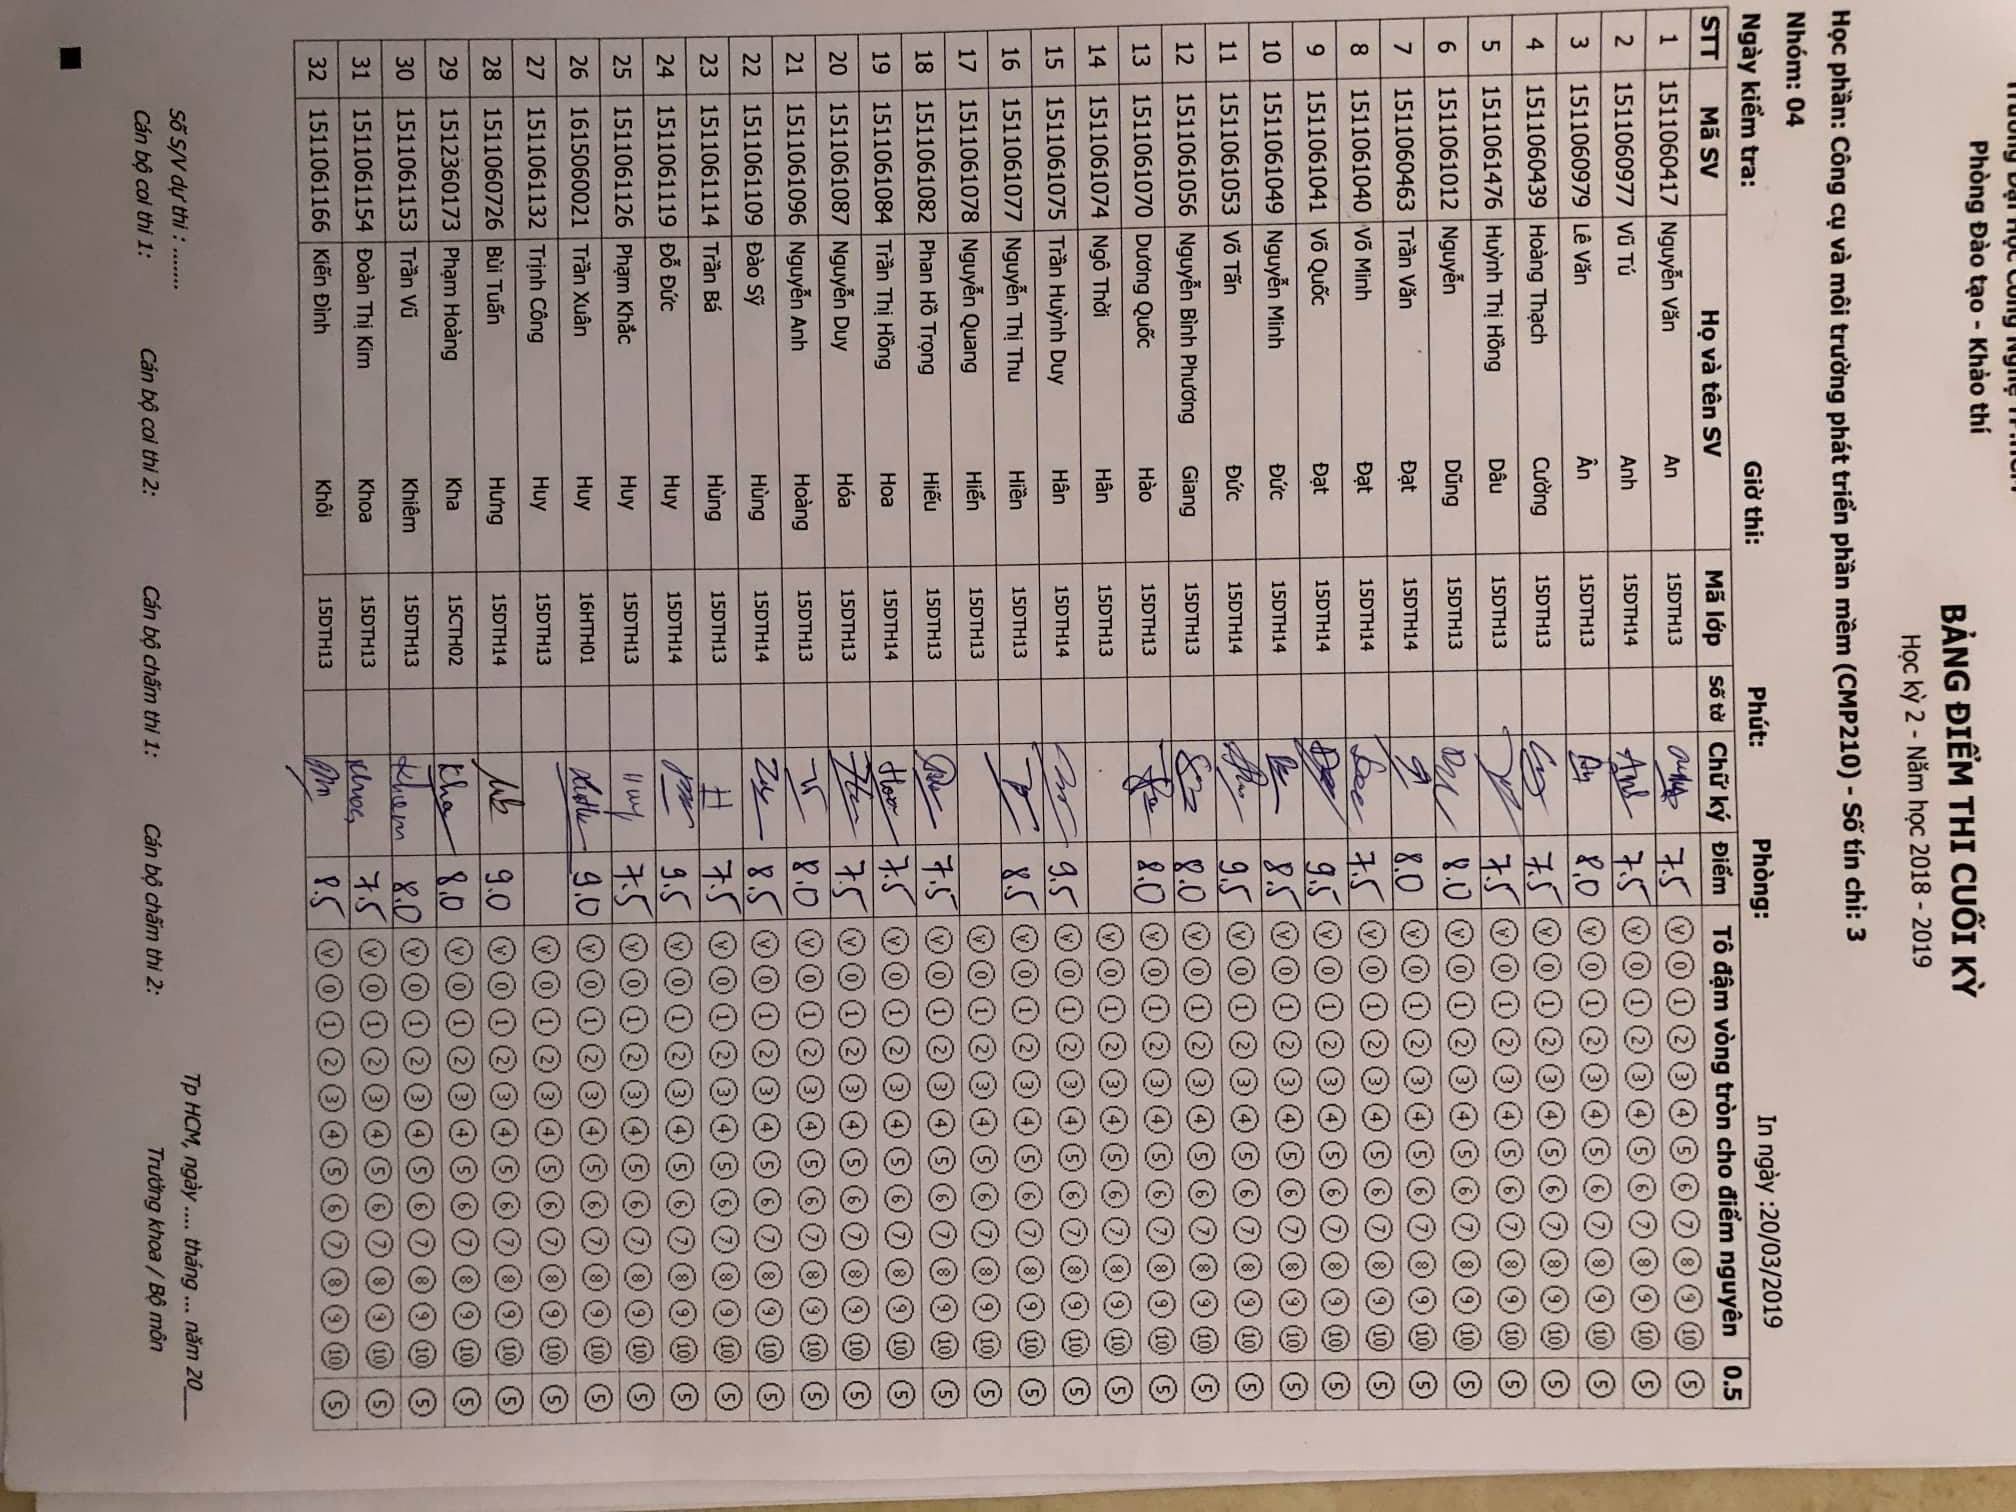 Phòng Đào tạo - Khảo thí
BẢNG ĐIỂM THI CUỐI KỲ
Học kỳ 2 - Năm học 2018 - 2019
Học phần: Công cụ và môi trường phát triển phần mềm (CMP210) - Số tín chỉ: 3
Nhóm: 04
In ngày :20/03/2019
Ngày kiểm tra: Giờ thi: Phút: Phòng:
STT Mã SV Họ và tên SV Mã lớp Số tờ Chữ ký Điểm Tô đậm vòng tròn cho điểm nguyên 0.5
1 1511060417 Nguyễn Văn An 15DTH13 7.5 V 0 1 2 3 4 5 6 7 8 9 10 5
2 1511060977 Vũ Tú Anh 15DTH14 Anh 7.5 V 0 1 2 3 4 5 6 7 8 9 10 5
3 1511060979 Lê Văn Ân 15DTH13 Ân 8.0 V 0 1 2 3 4 5 6 7 8 9 10 5
4 1511060439 Hoàng Thạch Cường 15DTH13 7.5 V 0 1 2 3 4 5 6 7 8 9 10 5
5 1511061476 Huỳnh Thị Hồng Dâu 15DTH13 7.5 V 0 1 2 3 4 5 6 7 8 9 10 5
6 1511061012 Nguyễn Dũng 15DTH13 8.0 V 0 1 2 3 4 5 6 7 8 9 10 5
7 1511060463 Trần Văn Đạt 15DTH14 8.0 V 0 1 2 3 4 5 6 7 8 9 10 5
8 1511061040 Võ Minh Đạt 15DTH14 7.5 V 0 1 2 3 4 5 6 7 8 9 10 5
9 1511061041 Võ Quốc Đạt 15DTH14 9.5 V 0 1 2 3 4 5 6 7 8 9 10 5
10 1511061049 Nguyễn Minh Đức 15DTH14 8.5 V 0 1 2 3 4 5 6 7 8 9 10 5
11 1511061053 Võ Tấn Đức 15DTH14 9.5 V 0 1 2 3 4 5 6 7 8 9 10 5
12 1511061056 Nguyễn Bình Phương Giang 15DTH13 8.0 V 0 1 2 3 4 5 6 7 8 9 10 5
13 1511061070 Dương Quốc Hào 15DTH13 8.0 V 0 1 2 3 4 5 6 7 8 9 10 5
14 1511061074 Ngô Thời Hân 15DTH13 V 0 1 2 3 4 5 6 7 8 9 10 5
15 1511061075 Trần Huỳnh Duy Hân 15DTH14 9.5 V 0 1 2 3 4 5 6 7 8 9 10 5
16 1511061077 Nguyễn Thị Thu Hiền 15DTH13 8.5 V 0 1 2 3 4 5 6 7 8 9 10 5
17 1511061078 Nguyễn Quang Hiển 15DTH13 V 0 1 2 3 4 5 6 7 8 9 10 5
18 1511061082 Phan Hồ Trọng Hiếu 15DTH13 7.5 V 0 1 2 3 4 5 6 7 8 9 10 5
19 1511061084 Trần Thị Hồng Hoa 15DTH14 Hoa 7.5 V 0 1 2 3 4 5 6 7 8 9 10 5
20 1511061087 Nguyễn Duy Hóa 15DTH13 7.5 V 0 1 2 3 4 5 6 7 8 9 10 5
21 1511061096 Nguyễn Anh Hoàng 15DTH13 8.0 V 0 1 2 3 4 5 6 7 8 9 10 5
22 1511061109 Đào Sỹ Hùng 15DTH14 8.5 V 0 1 2 3 4 5 6 7 8 9 10 5
23 1511061114 Trần Bá Hùng 15DTH13 H 7.5 V 0 1 2 3 4 5 6 7 8 9 10 5
24 1511061119 Đỗ Đức Huy 15DTH14 9.5 V 0 1 2 3 4 5 6 7 8 9 10 5
25 1511061126 Phạm Khắc Huy 15DTH13 Huy 7.5 V 0 1 2 3 4 5 6 7 8 9 10 5
26 1615060021 Trần Xuân Huy 16HTH01 9.0 V 0 1 2 3 4 5 6 7 8 9 10 5
27 1511061132 Trịnh Công Huy 15DTH13 V 0 1 2 3 4 5 6 7 8 9 10 5
28 1511060726 Bùi Tuấn Hưng 15DTH14 9.0 V 0 1 2 3 4 5 6 7 8 9 10 5
29 1512360173 Phạm Hoàng Kha 15CTH02 Kha 8.0 V 0 1 2 3 4 5 6 7 8 9 10 5
30 1511061153 Trần Vũ Khiêm 15DTH13 Khiem 8.0 V 0 1 2 3 4 5 6 7 8 9 10 5
31 1511061154 Đoàn Thị Kim Khoa 15DTH13 Khoa 7.5 V 0 1 2 3 4 5 6 7 8 9 10 5
32 1511061166 Kiến Đình Khôi 15DTH13 8.5 V 0 1 2 3 4 5 6 7 8 9 10 5
Tp HCM, ngày .... tháng ... năm 20___
Số S/V dự thi : .......
Cán bộ coi thi 1: Cán bộ coi thi 2: Cán bộ chấm thi 1: Cán bộ chấm thi 2: Trưởng khoa / Bộ môn